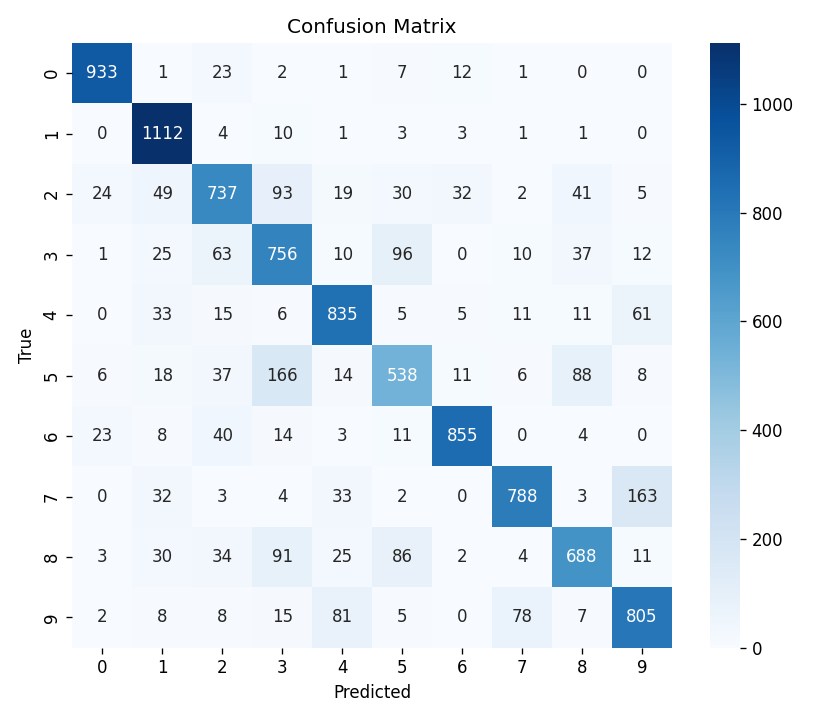 Confusion Matrix
0 933 1 23 2 1 7 12 1 0 0
1 0 1112 4 10 1 3 3 1 1 0
2 24 49 737 93 19 30 32 2 41 5
3 1 25 63 756 10 96 0 10 37 12
4 0 33 15 6 835 5 5 11 11 61
5 6 18 37 166 14 538 11 6 88 8
6 23 8 40 14 3 11 855 0 4 0
7 0 32 3 4 33 2 0 788 3 163
8 3 30 34 91 25 86 2 4 688 11
9 2 8 8 15 81 5 0 78 7 805
0 1 2 3 4 5 6 7 8 9
Predicted
True
1000
800
600
400
200
0